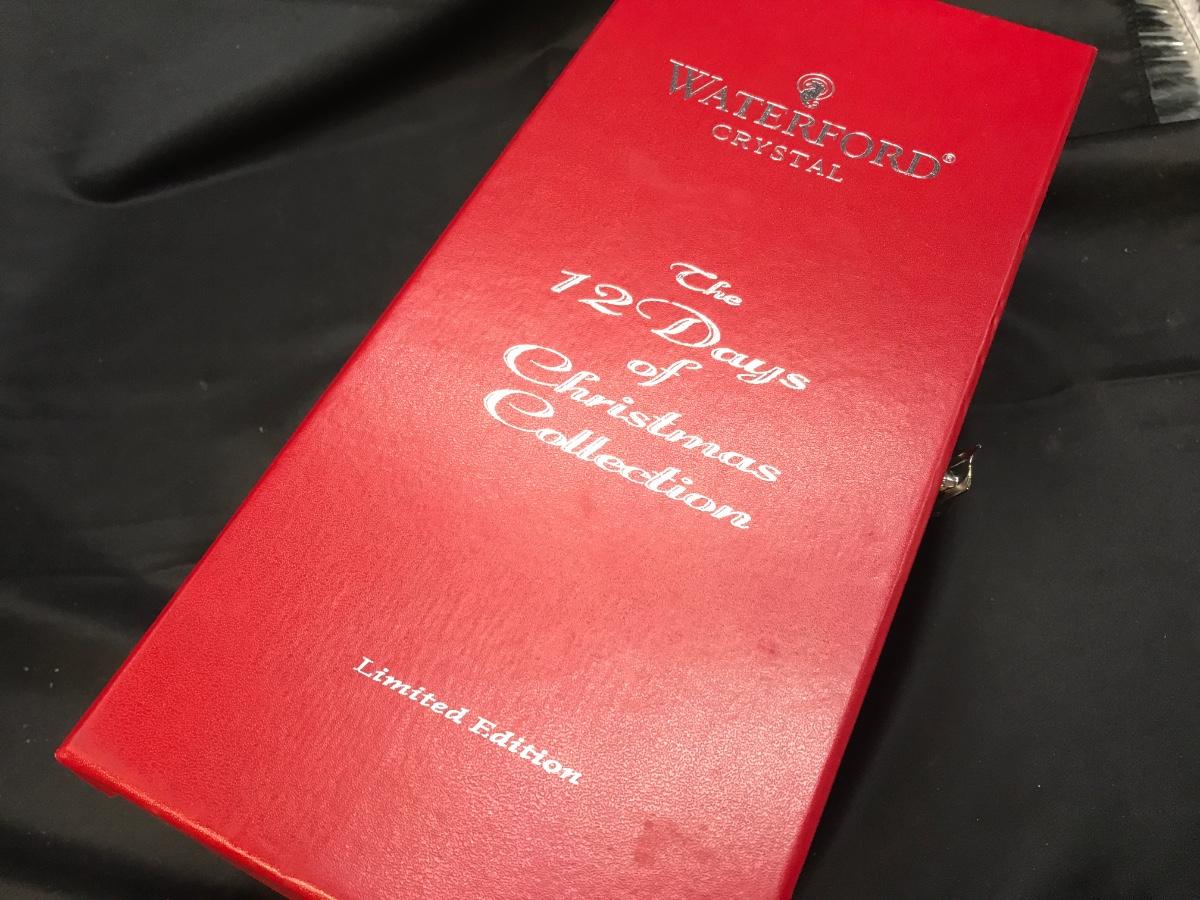 WATERFORD®
CRYSTAL
The
12 Days
of
Christmas
Collection
Limited Edition